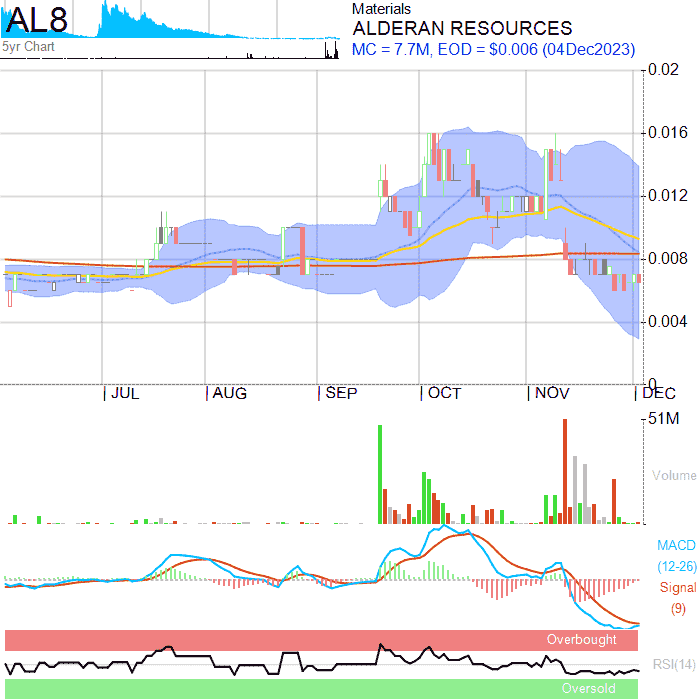 AL8
5yr Chart
Materials
ALDERAN RESOURCES
MC = 7.7M, EOD = $0.006 (04Dec2023)
0.02
0.016
0.012
0.008
0.004
0
JUL
AUG
SEP
OCT
NOV
DEC
51M
Volume
MACD
(12-26)
Signal
(9)
Overbought
RSI(14)
Oversold